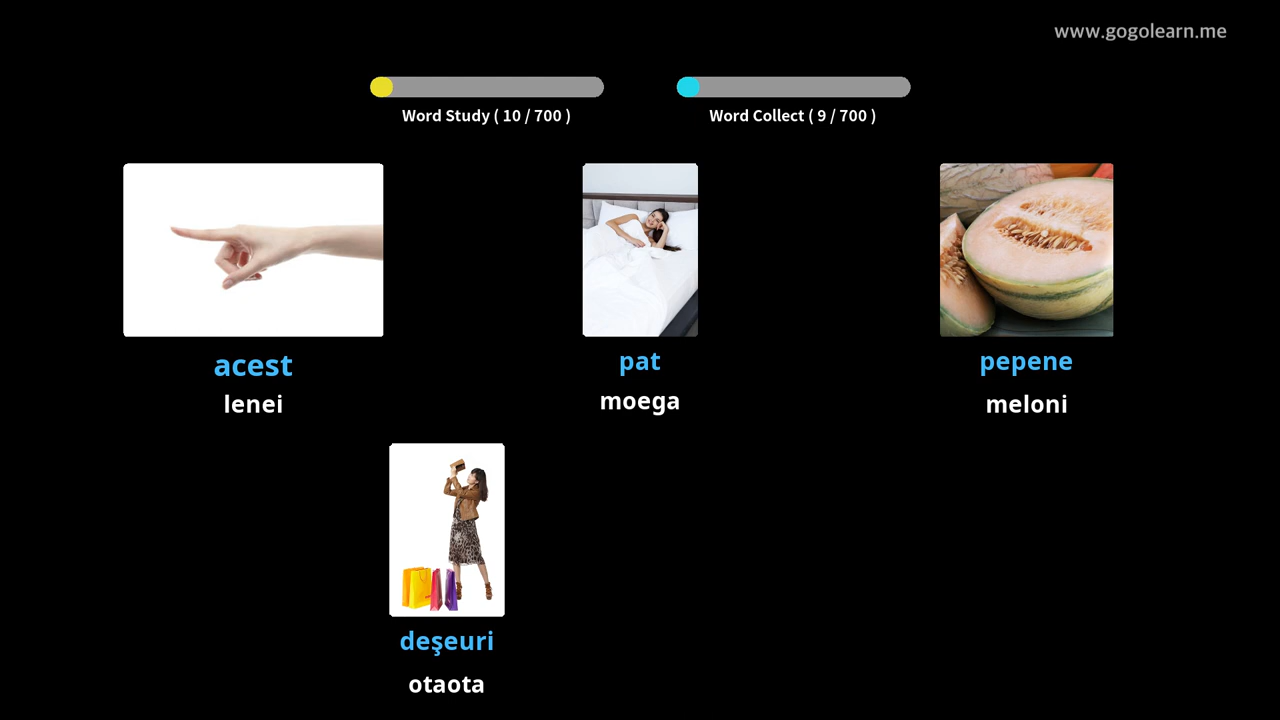 www.gogolearn.me
Word Study ( 10 / 700 )
Word Collect ( 9 / 700 )
acest
lenei
pat
moega
pepene
meloni
deşeuri
otaota